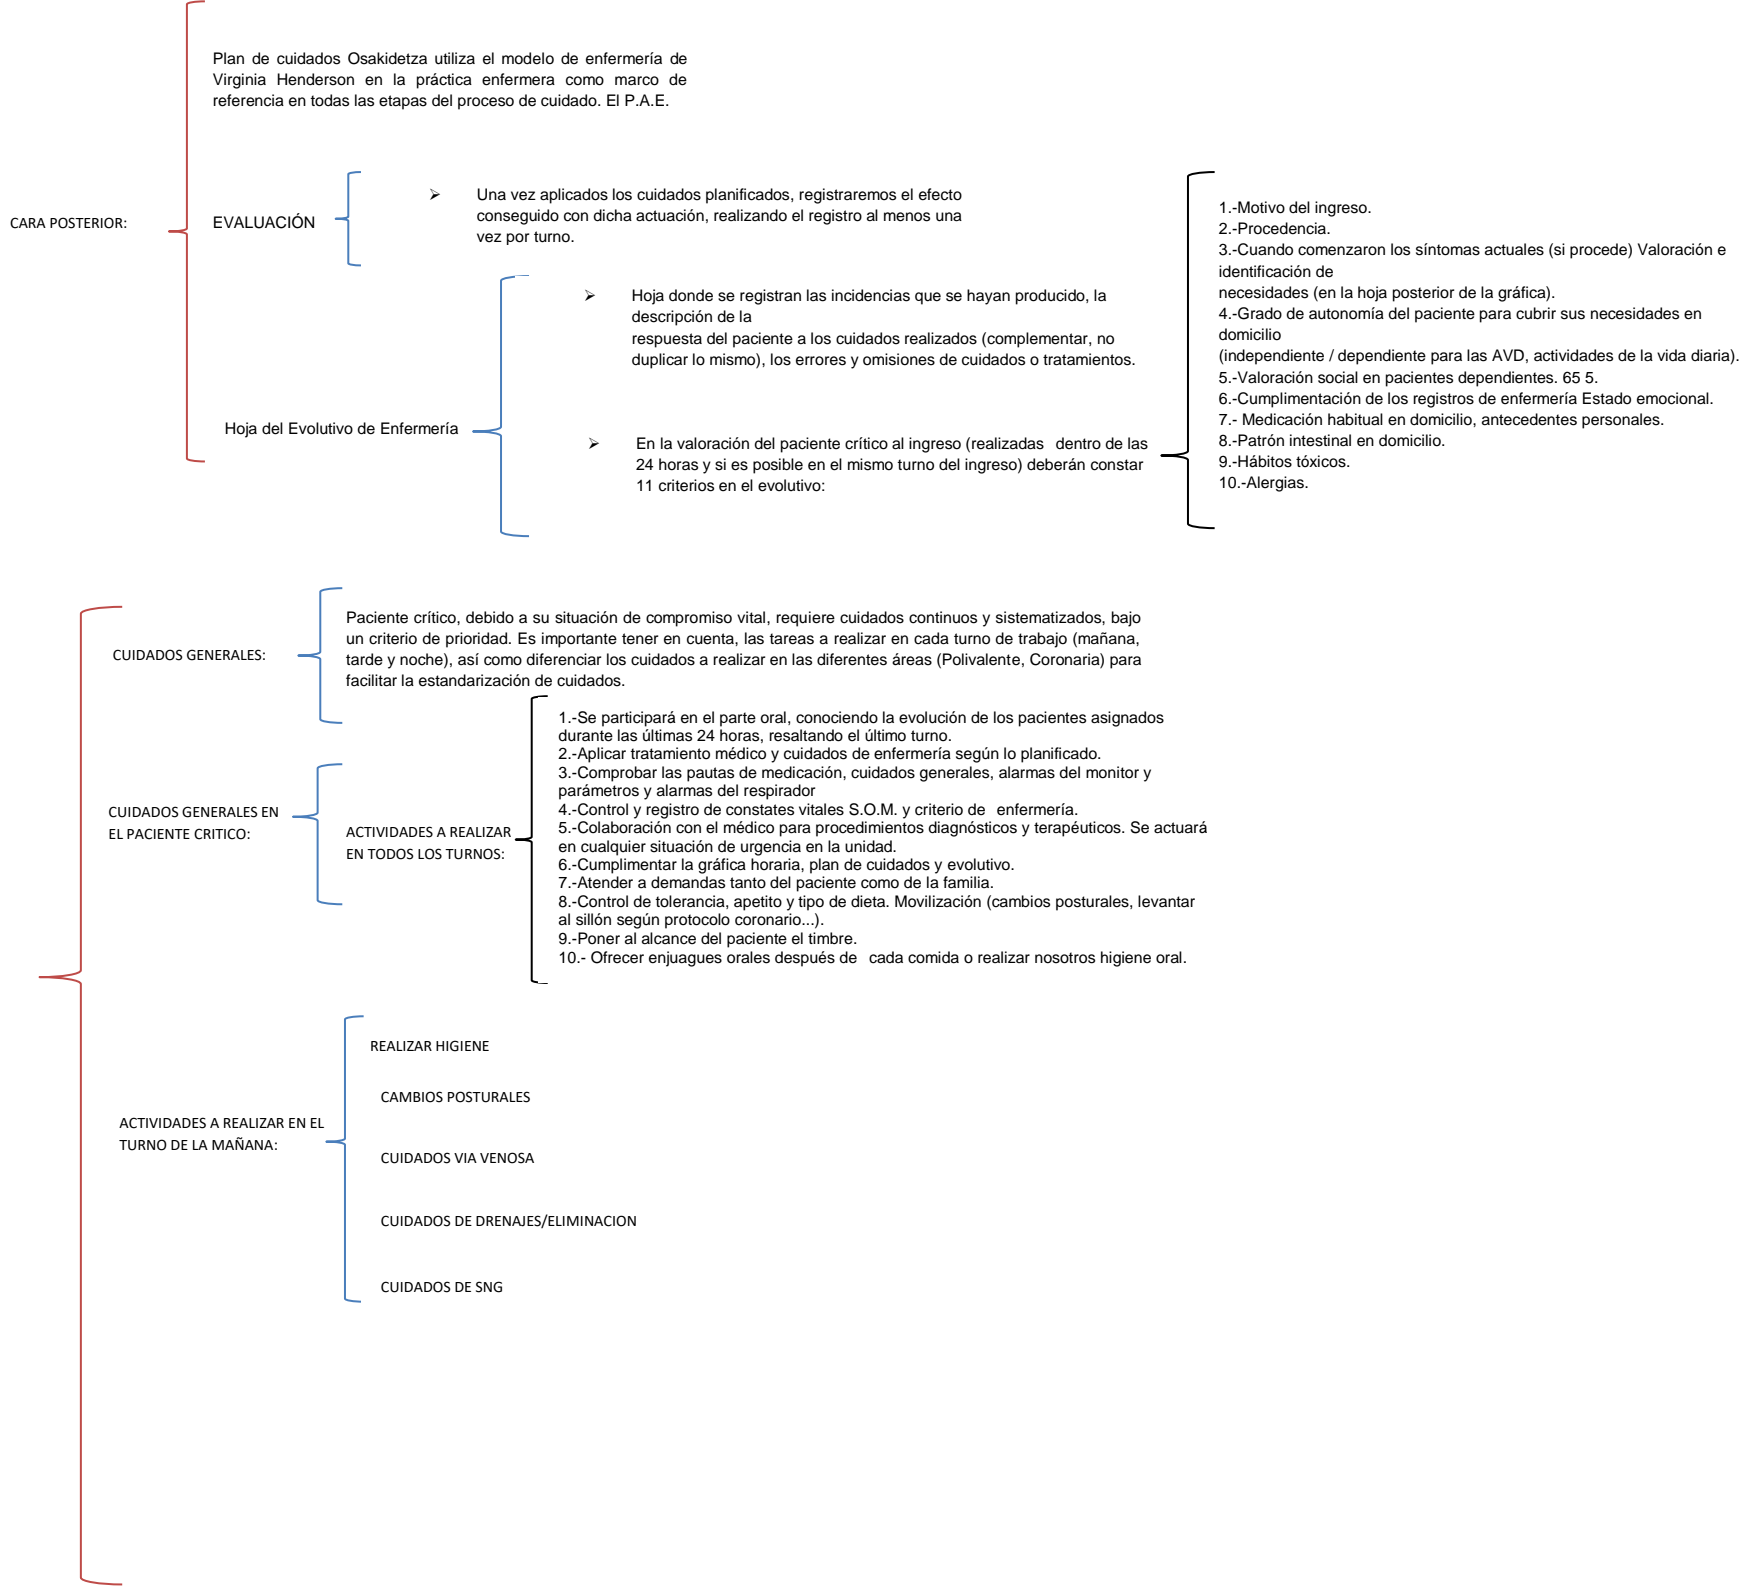 Plan de cuidados Osakidetza utiliza el modelo de enfermería de
Virginia Henderson en la práctica enfermera como marco de
referencia en todas las etapas del proceso de cuidado. El P.A.E.
CARA POSTERIOR:
EVALUACIÓN
➢ Una vez aplicados los cuidados planificados, registraremos el efecto
conseguido con dicha actuación, realizando el registro al menos una
vez por turno.
Hoja del Evolutivo de Enfermería
➢ Hoja donde se registran las incidencias que se hayan producido, la
descripción de la
respuesta del paciente a los cuidados realizados (complementar, no
duplicar lo mismo), los errores y omisiones de cuidados o tratamientos.
➢ En la valoración del paciente crítico al ingreso (realizadas dentro de las
24 horas y si es posible en el mismo turno del ingreso) deberán constar
11 criterios en el evolutivo:
1.-Motivo del ingreso.
2.-Procedencia.
3.-Cuando comenzaron los síntomas actuales (si procede) Valoración e
identificación de
necesidades (en la hoja posterior de la gráfica).
4.-Grado de autonomía del paciente para cubrir sus necesidades en
domicilio
(independiente / dependiente para las AVD, actividades de la vida diaria).
5.-Valoración social en pacientes dependientes. 65 5.
6.-Cumplimentación de los registros de enfermería Estado emocional.
7.- Medicación habitual en domicilio, antecedentes personales.
8.-Patrón intestinal en domicilio.
9.-Hábitos tóxicos.
10.-Alergias.
CUIDADOS GENERALES:
Paciente crítico, debido a su situación de compromiso vital, requiere cuidados continuos y sistematizados, bajo
un criterio de prioridad. Es importante tener en cuenta, las tareas a realizar en cada turno de trabajo (mañana,
tarde y noche), así como diferenciar los cuidados a realizar en las diferentes áreas (Polivalente, Coronaria) para
facilitar la estandarización de cuidados.
CUIDADOS GENERALES EN
EL PACIENTE CRITICO:
ACTIVIDADES A REALIZAR
EN TODOS LOS TURNOS:
1.-Se participará en el parte oral, conociendo la evolución de los pacientes asignados
durante las últimas 24 horas, resaltando el último turno.
2.-Aplicar tratamiento médico y cuidados de enfermería según lo planificado.
3.-Comprobar las pautas de medicación, cuidados generales, alarmas del monitor y
parámetros y alarmas del respirador
4.-Control y registro de constates vitales S.O.M. y criterio de enfermería.
5.-Colaboración con el médico para procedimientos diagnósticos y terapéuticos. Se actuará
en cualquier situación de urgencia en la unidad.
6.-Cumplimentar la gráfica horaria, plan de cuidados y evolutivo.
7.-Atender a demandas tanto del paciente como de la familia.
8.-Control de tolerancia, apetito y tipo de dieta. Movilización (cambios posturales, levantar
al sillón según protocolo coronario...).
9.-Poner al alcance del paciente el timbre.
10.- Ofrecer enjuagues orales después de cada comida o realizar nosotros higiene oral.
ACTIVIDADES A REALIZAR EN EL
TURNO DE LA MAÑANA:
REALIZAR HIGIENE
CAMBIOS POSTURALES
CUIDADOS VIA VENOSA
CUIDADOS DE DRENAJES/ELIMINACION
CUIDADOS DE SNG